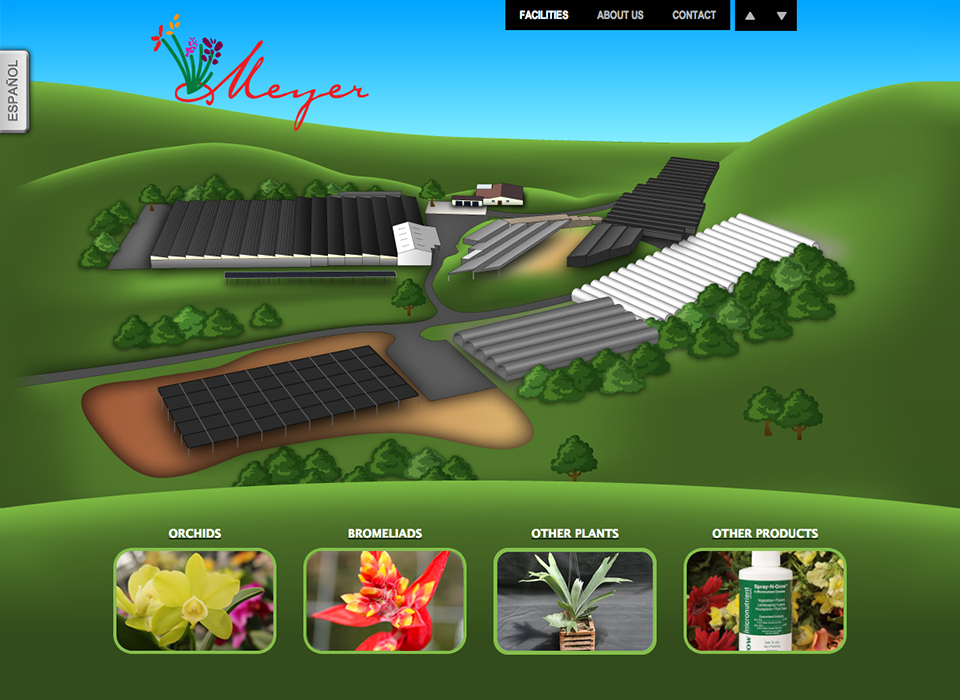 FACILITIES ABOUT US CONTACT
ESPAÑOL
Meyer
ORCHIDS BROMELIADS OTHER PLANTS OTHER PRODUCTS
Spray-N-Grow
micronutrient